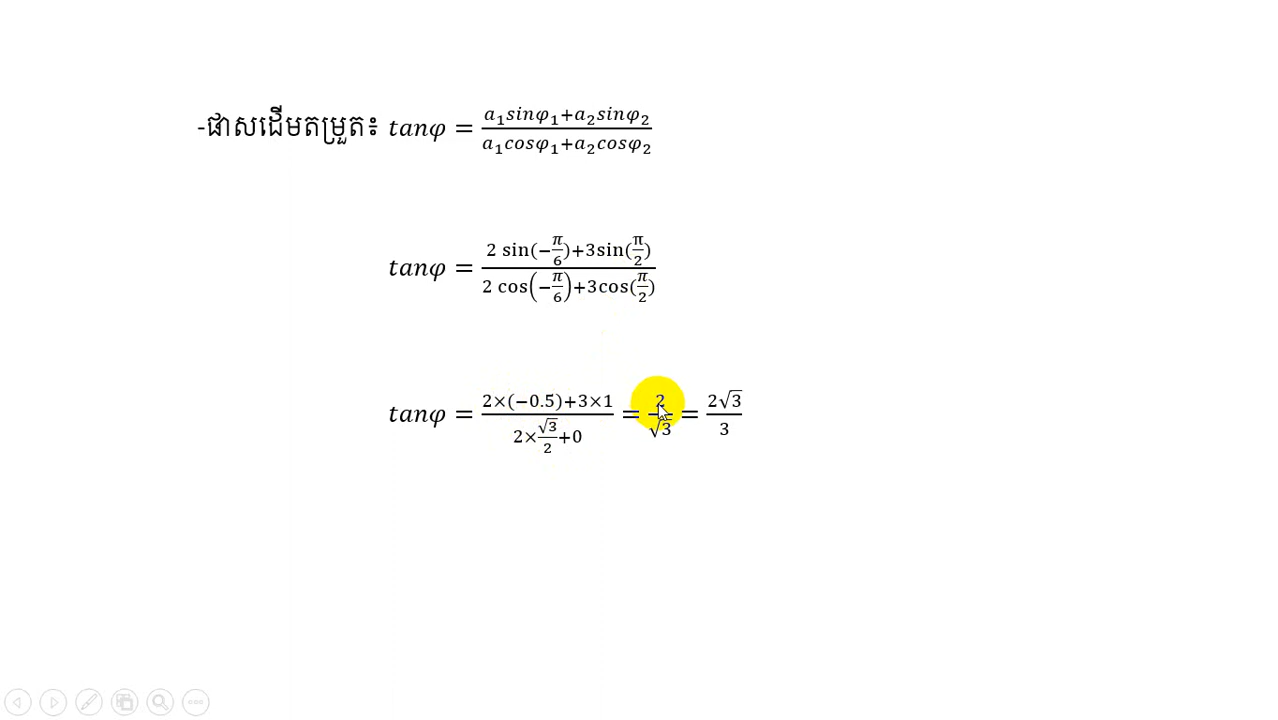 -ផាសដើមតម្រួត៖ tanφ = (a₁sinφ₁+a₂sinφ₂)/(a₁cosφ₁+a₂cosφ₂)
tanφ = (2 sin(−π/6)+3sin(π/2))/(2 cos(−π/6)+3cos(π/2))
tanφ = (2×(−0.5)+3×1)/(2×√3/2+0) = 2/√3 = 2√3/3